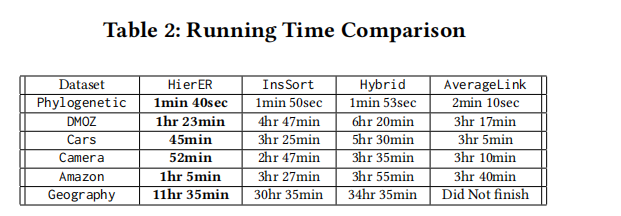 Table 2: Running Time Comparison
Dataset HierER InsSort Hybrid AverageLink
Phylogenetic 1min 40sec 1min 50sec 1min 53sec 2min 10sec
DMOZ 1hr 23min 4hr 47min 6hr 20min 3hr 17min
Cars 45min 3hr 25min 5hr 30min 3hr 5min
Camera 52min 2hr 47min 3hr 35min 3hr 10min
Amazon 1hr 5min 3hr 27min 3hr 55min 3hr 40min
Geography 11hr 35min 30hr 35min 34hr 35min Did Not finish